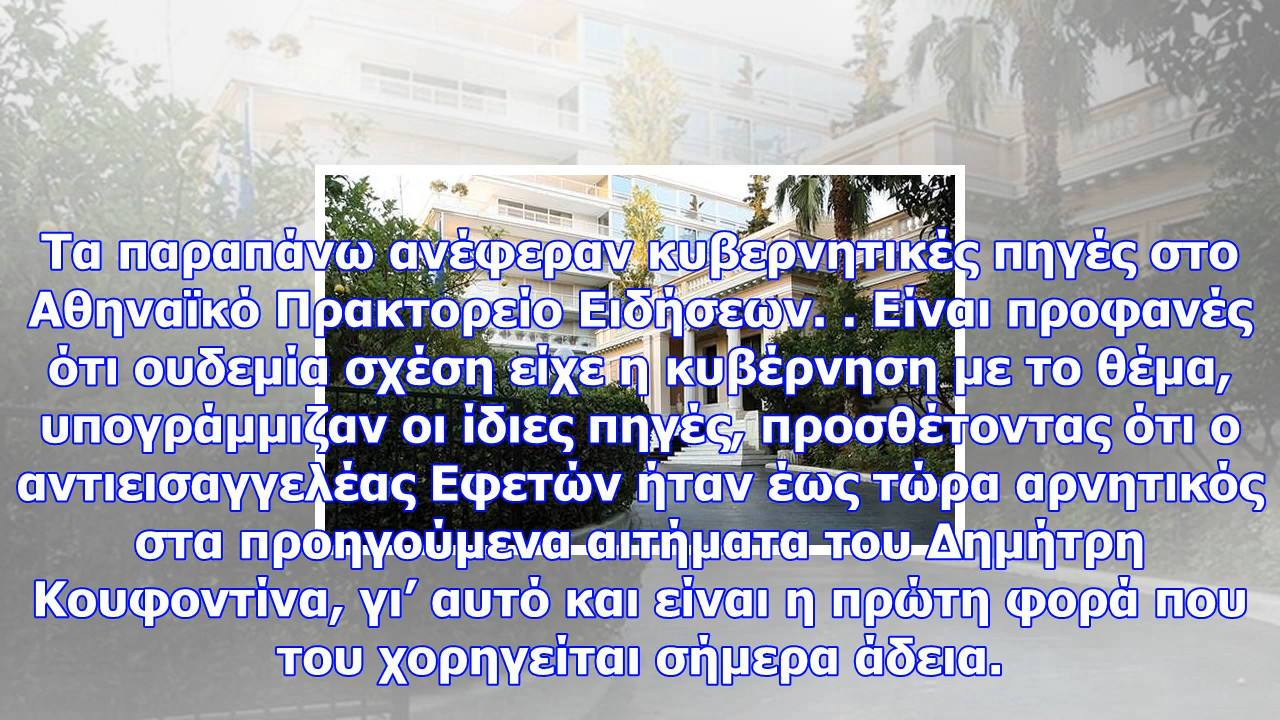 Τα παραπάνω ανέφεραν κυβερνητικές πηγές στο
Αθηναϊκό Πρακτορείο Ειδήσεων. . Είναι προφανές
ότι ουδεμία σχέση είχε η κυβέρνηση με το θέμα,
υπογράμμιζαν οι ίδιες πηγές, προσθέτοντας ότι ο
αντιεισαγγελέας Εφετών ήταν έως τώρα αρνητικός
στα προηγούμενα αιτήματα του Δημήτρη
Κουφοντίνα, γι’ αυτό και είναι η πρώτη φορά που
του χορηγείται σήμερα άδεια.